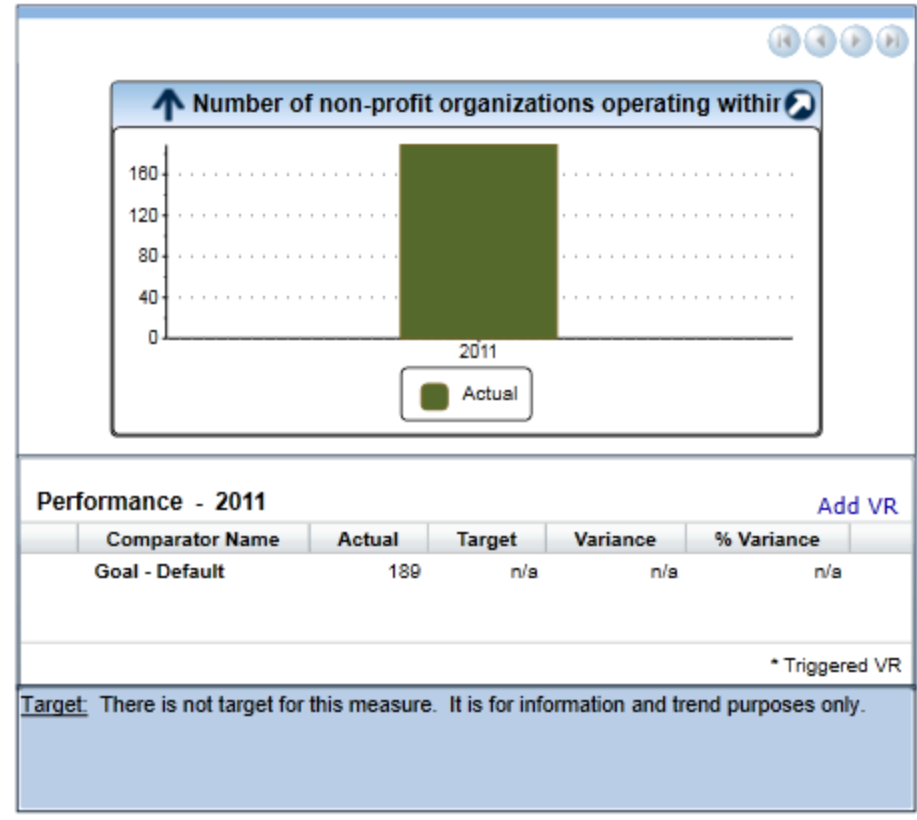 Number of non-profit organizations operating withir
160
120
80
40
0
2011
Actual
Performance - 2011
Add VR
Comparator Name Actual Target Variance % Variance
Goal - Default 189 n/a n/a n/a
* Triggered VR
Target: There is not target for this measure. It is for information and trend purposes only.